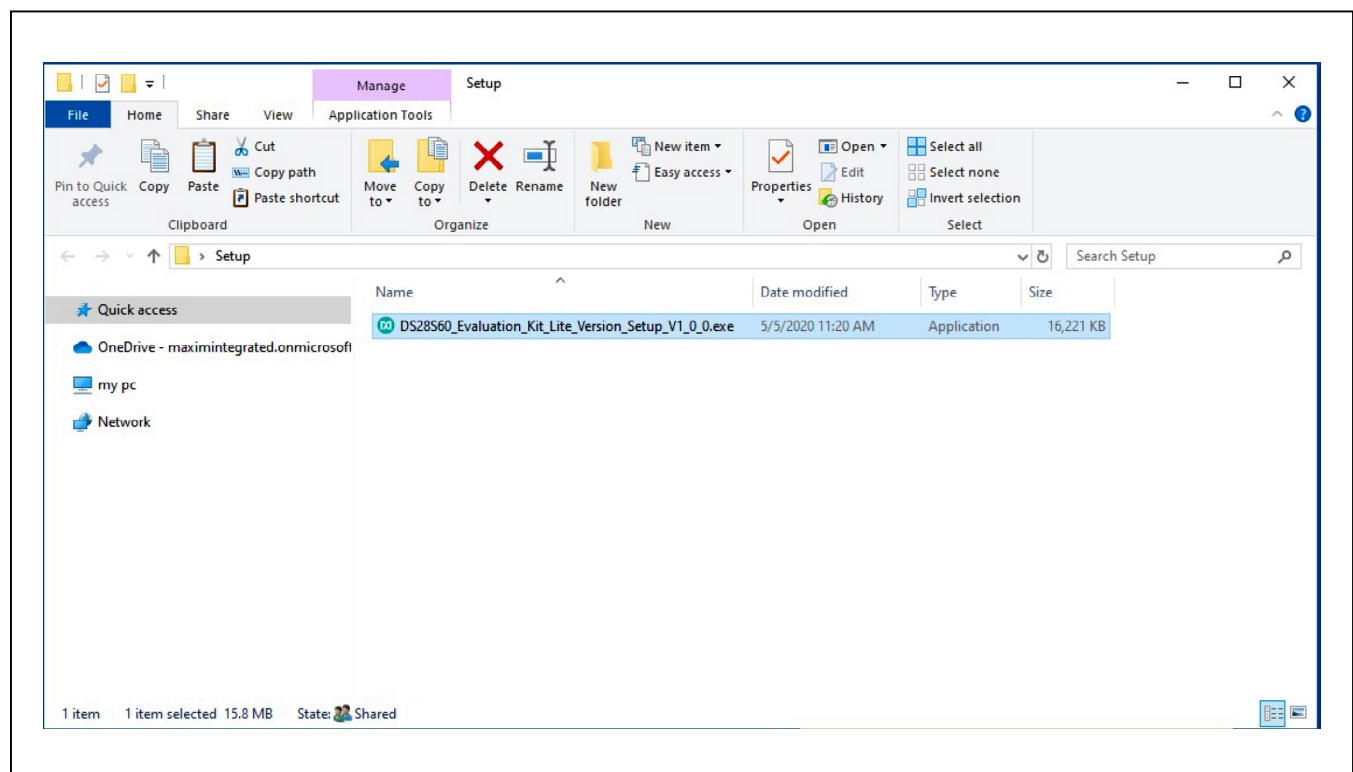 Manage
Setup
File Home Share View Application Tools
Pin to Quick access
Copy
Paste
Cut
Copy path
Paste shortcut
Clipboard
Move to
Copy to
Delete
Rename
Organize
New folder
New item
Easy access
New
Properties
Open
Edit
History
Open
Select all
Select none
Invert selection
Select
Setup
Search Setup
Name Date modified Type Size
Quick access
DS28S60_Evaluation_Kit_Lite_Version_Setup_V1_0_0.exe 5/5/2020 11:20 AM Application 16,221 KB
OneDrive - maximintegrated.onmicrosoft
my pc
Network
1 item 1 item selected 15.8 MB State: Shared